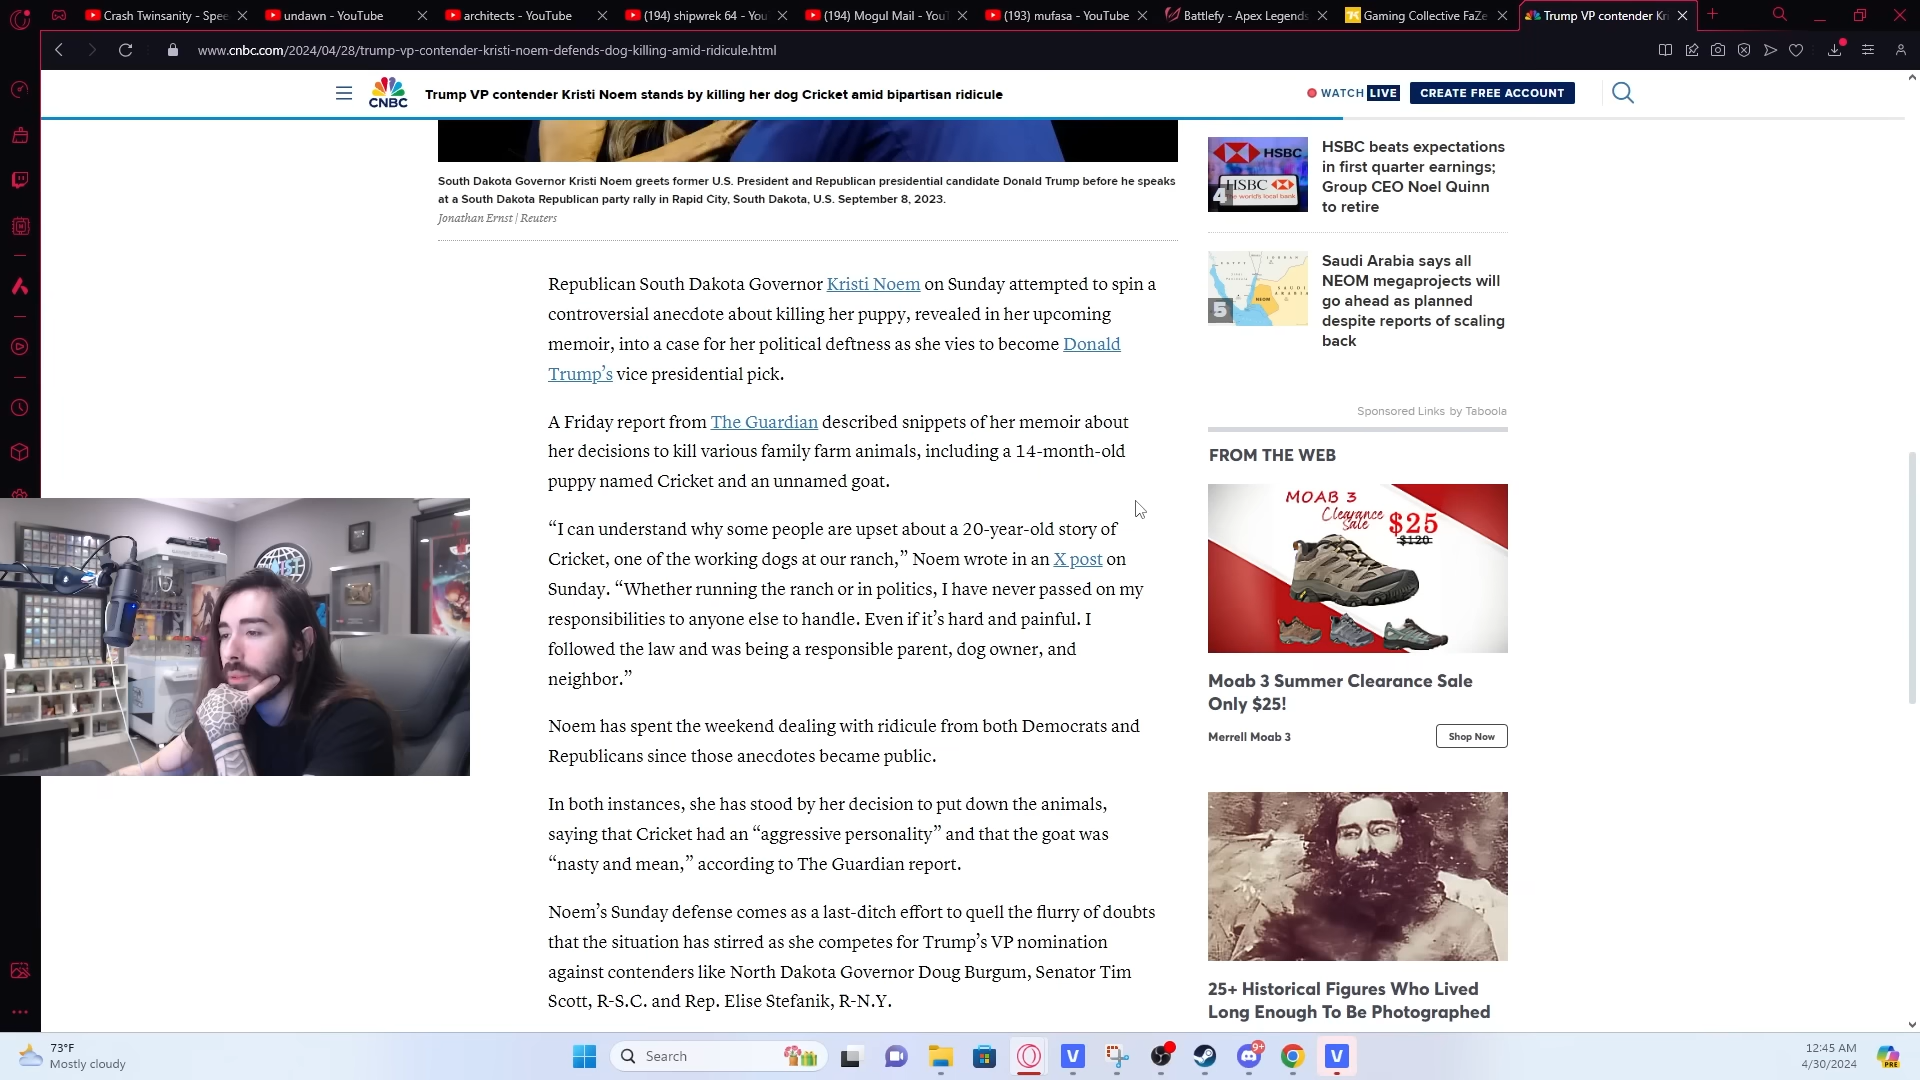 Crash Twinsanity - Spee
undawn - YouTube
architects - YouTube
(194) shipwrek 64 - You
(194) Mogul Mail - YouT
(193) mufasa - YouTube
Battlefy - Apex Legends
Gaming Collective FaZe
Trump VP contender Kri
www.cnbc.com/2024/04/28/trump-vp-contender-kristi-noem-defends-dog-killing-amid-ridicule.html
CNBC
Trump VP contender Kristi Noem stands by killing her dog Cricket amid bipartisan ridicule
WATCH LIVE
CREATE FREE ACCOUNT
South Dakota Governor Kristi Noem greets former U.S. President and Republican presidential candidate Donald Trump before he speaks
at a South Dakota Republican party rally in Rapid City, South Dakota, U.S. September 8, 2023.
Jonathan Ernst | Reuters
Republican South Dakota Governor Kristi Noem on Sunday attempted to spin a
controversial anecdote about killing her puppy, revealed in her upcoming
memoir, into a case for her political deftness as she vies to become Donald
Trump’s vice presidential pick.
A Friday report from The Guardian described snippets of her memoir about
her decisions to kill various family farm animals, including a 14-month-old
puppy named Cricket and an unnamed goat.
“I can understand why some people are upset about a 20-year-old story of
Cricket, one of the working dogs at our ranch,” Noem wrote in an X post on
Sunday. “Whether running the ranch or in politics, I have never passed on my
responsibilities to anyone else to handle. Even if it’s hard and painful. I
followed the law and was being a responsible parent, dog owner, and
neighbor.”
Noem has spent the weekend dealing with ridicule from both Democrats and
Republicans since those anecdotes became public.
In both instances, she has stood by her decision to put down the animals,
saying that Cricket had an “aggressive personality” and that the goat was
“nasty and mean,” according to The Guardian report.
Noem’s Sunday defense comes as a last-ditch effort to quell the flurry of doubts
that the situation has stirred as she competes for Trump’s VP nomination
against contenders like North Dakota Governor Doug Burgum, Senator Tim
Scott, R-S.C. and Rep. Elise Stefanik, R-N.Y.
HSBC
HSBC
4
HSBC beats expectations
in first quarter earnings;
Group CEO Noel Quinn
to retire
NEOM
5
Saudi Arabia says all
NEOM megaprojects will
go ahead as planned
despite reports of scaling
back
Sponsored Links by Taboola
FROM THE WEB
MOAB 3
Clearance
Sale
$25
$120
Moab 3 Summer Clearance Sale
Only $25!
Merrell Moab 3
Shop Now
25+ Historical Figures Who Lived
Long Enough To Be Photographed
73°F
Mostly cloudy
Search
9+
12:45 AM
4/30/2024
PRE